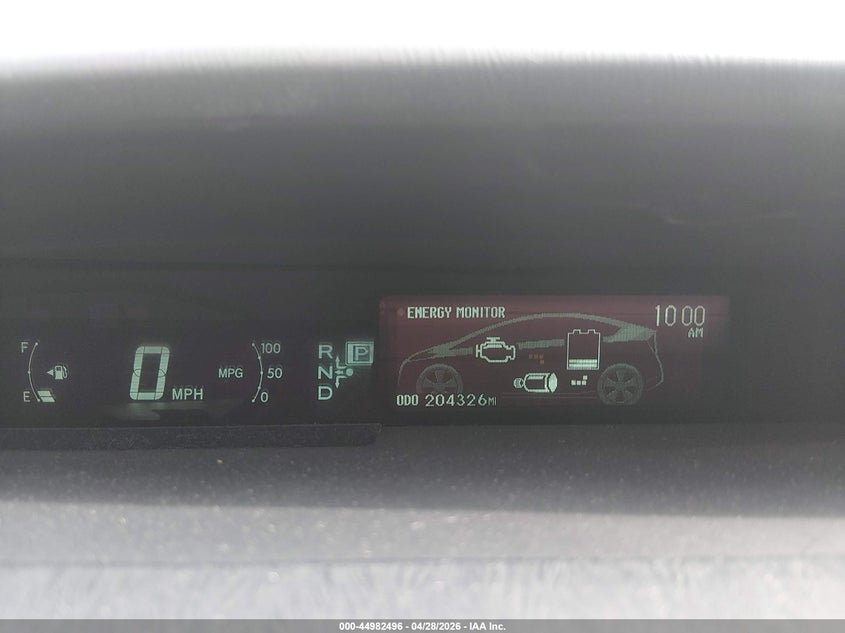 ENERGY MONITOR 10:00
AM
F 100 R P
0 MPH MPG 50 N
E 0 D
ODO 204326MI
000-44982496 - 04/28/2026 - IAA Inc.